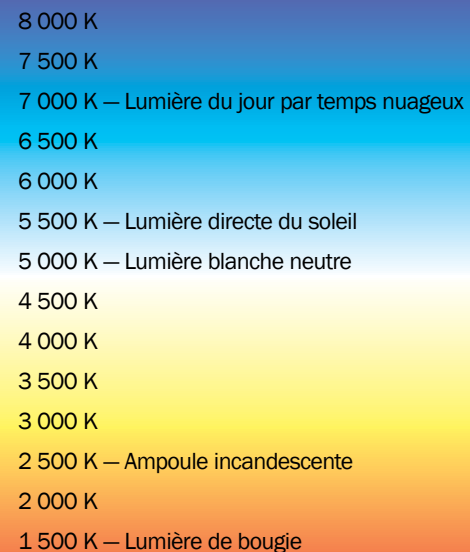 8 000 K
7 500 K
7 000 K — Lumière du jour par temps nuageux
6 500 K
6 000 K
5 500 K — Lumière directe du soleil
5 000 K — Lumière blanche neutre
4 500 K
4 000 K
3 500 K
3 000 K
2 500 K — Ampoule incandescente
2 000 K
1 500 K — Lumière de bougie